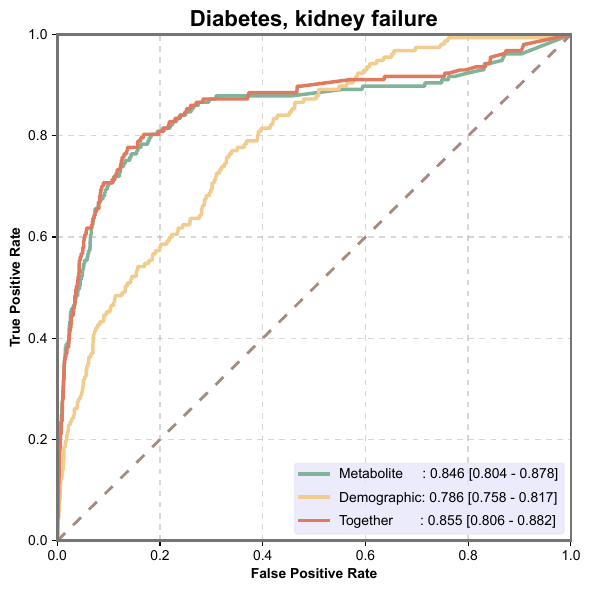 Diabetes, kidney failure
True Positive Rate
1.0
0.8
0.6
0.4
0.2
0.0
Metabolite : 0.846 [0.804 - 0.878]
Demographic: 0.786 [0.758 - 0.817]
Together : 0.855 [0.806 - 0.882]
0.0 0.2 0.4 0.6 0.8 1.0
False Positive Rate